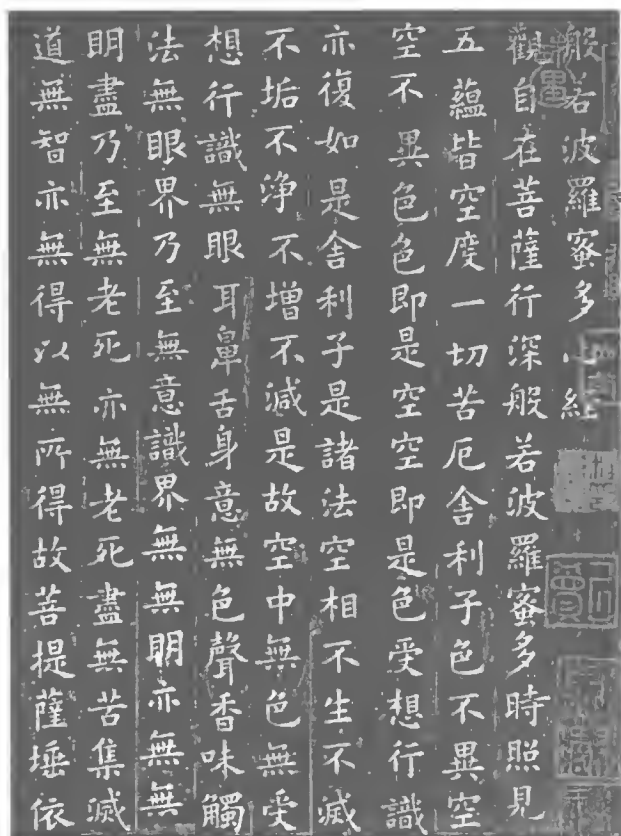 般若波羅蜜多心經
觀自在菩薩行深般若波羅蜜多時照見
五蘊皆空度一切苦厄舍利子色不異空
空不異色色即是空空即是色受想行識
亦復如是舍利子是諸法空相不生不滅
不垢不淨不增不減是故空中無色無受
想行識無眼耳鼻舌身意無色聲香味觸
法無眼界乃至無意識界無無明亦無無
明盡乃至無老死亦無老死盡無苦集滅
道無智亦無得以無所得故菩提薩埵依